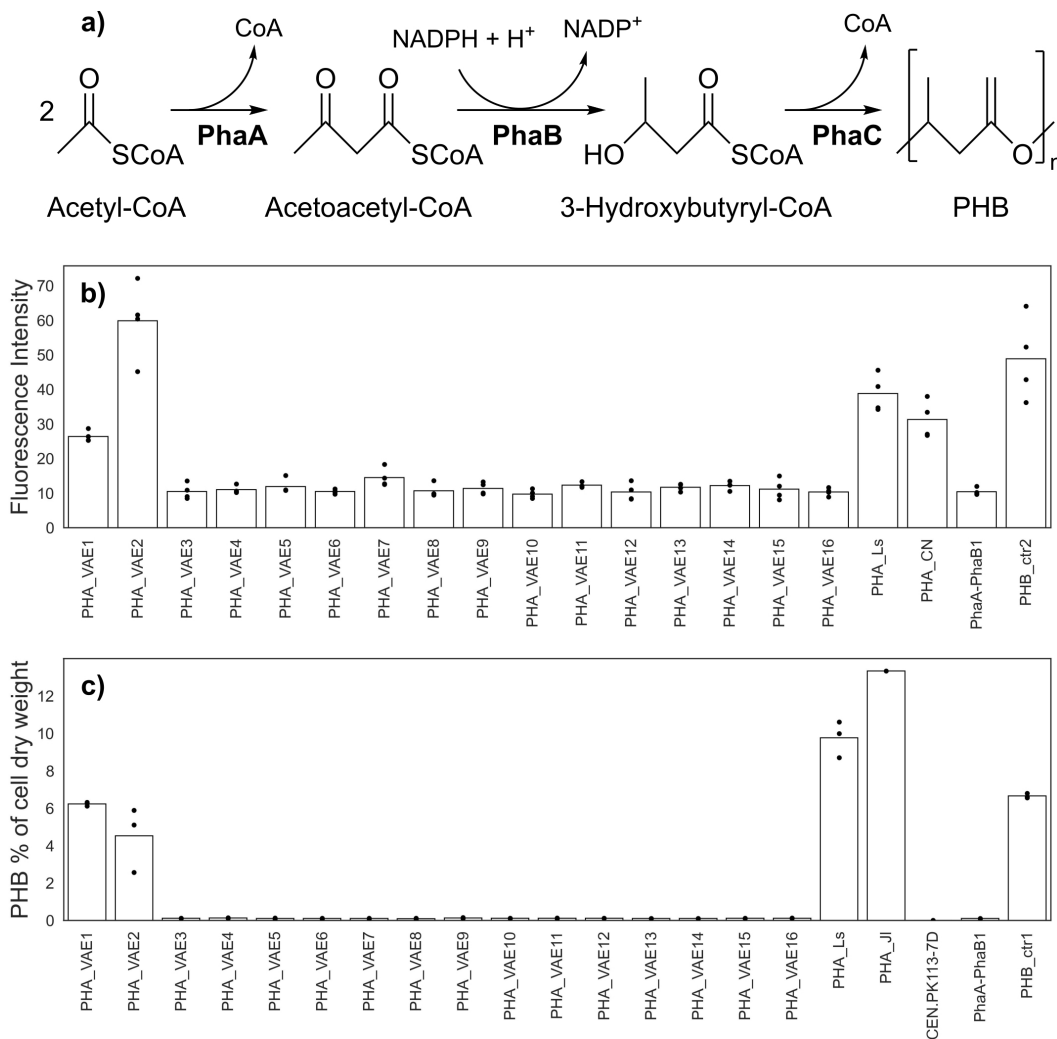 a)
CoA
NADPH + H+
NADP+
CoA
O
O O
O
2
SCoA
PhaA
SCoA
PhaB
HO
SCoA
PhaC
O
n
Acetyl-CoA
Acetoacetyl-CoA
3-Hydroxybutyryl-CoA
PHB
b)
Fluorescence Intensity
70
60
50
40
30
20
10
0
PHA_VAE1
PHA_VAE2
PHA_VAE3
PHA_VAE4
PHA_VAE5
PHA_VAE6
PHA_VAE7
PHA_VAE8
PHA_VAE9
PHA_VAE10
PHA_VAE11
PHA_VAE12
PHA_VAE13
PHA_VAE14
PHA_VAE15
PHA_VAE16
PHA_Ls
PHA_CN
PhaA-PhaB1
PHB_ctr2
c)
PHB % of cell dry weight
12
10
8
6
4
2
0
PHA_VAE1
PHA_VAE2
PHA_VAE3
PHA_VAE4
PHA_VAE5
PHA_VAE6
PHA_VAE7
PHA_VAE8
PHA_VAE9
PHA_VAE10
PHA_VAE11
PHA_VAE12
PHA_VAE13
PHA_VAE14
PHA_VAE15
PHA_VAE16
PHA_Ls
PHA_Jl
CEN.PK113-7D
PhaA-PhaB1
PHB_ctr1